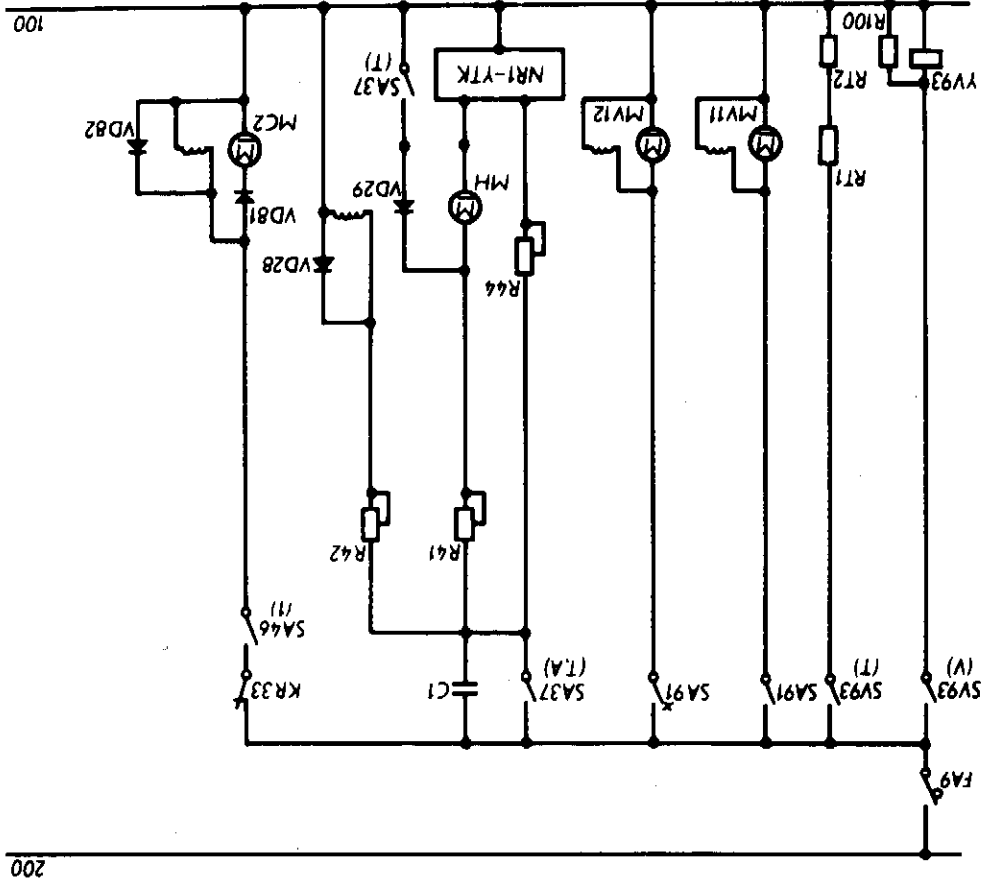 200
FA9
SV93
(V)
SV93
(T)
SA91
SA91
SA37
(T.A)
C1
KR33
SA46
(1)
R41
R42
R44
VD28
VD81
MH
VD29
RT1
MV11
M
MV12
M
M
MC2
M
VD82
YV93
R100
RT2
NR1-YTK
SA37
(T)
100